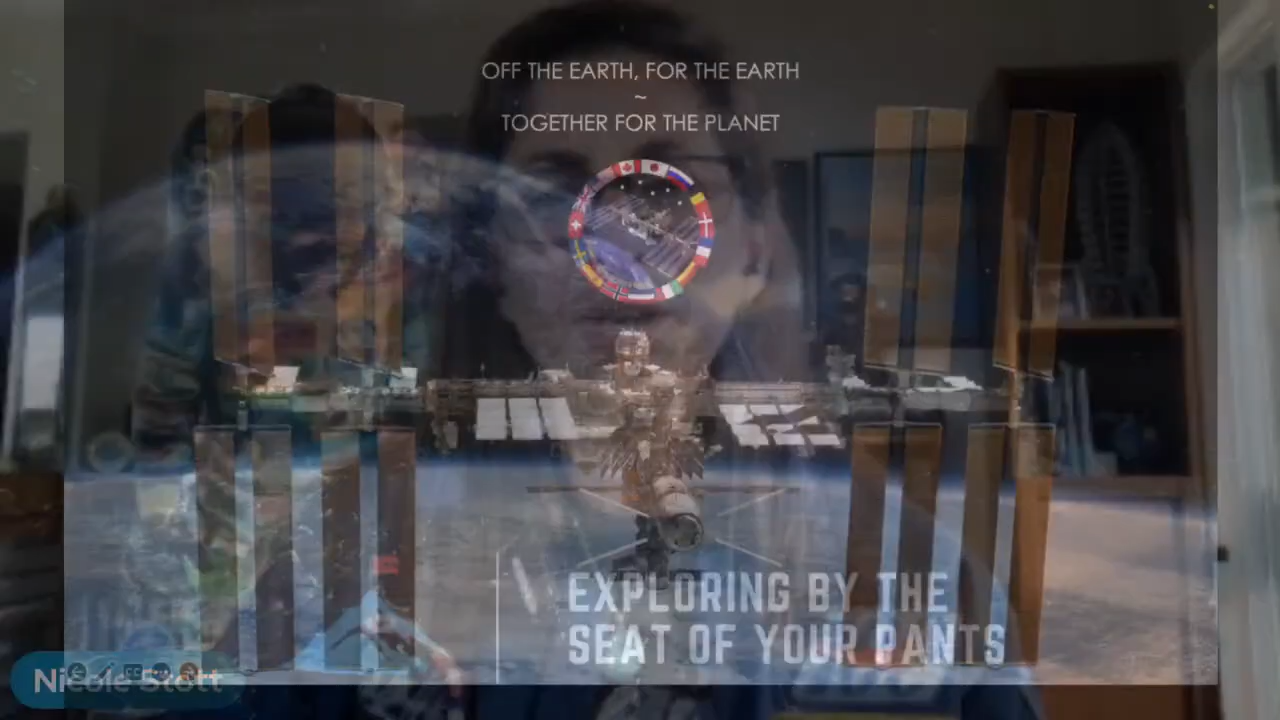 OFF THE EARTH, FOR THE EARTH
~
TOGETHER FOR THE PLANET
EXPLORING BY THE
SEAT OF YOUR PANTS
Nicole Stott